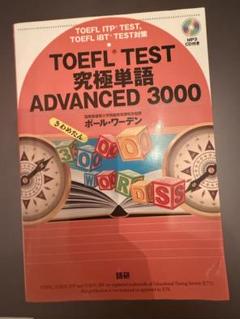 TOEFL ITP® TEST,
TOEFL iBT® TEST対策
MP3
CD付き
TOEFL® TEST
究極単語
ADVANCED 3000
ポール・ワーデン
きわめたん
3000
WORDS
語研